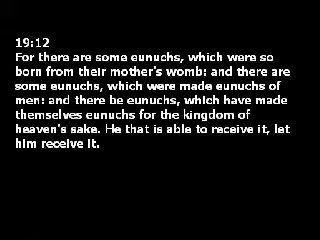 19:12
For there are some eunuchs, which were so
born from their mother's womb: and there are
some eunuchs, which were made eunuchs of
men: and there be eunuchs, which have made
themselves eunuchs for the kingdom of
heaven's sake. He that is able to receive it, let
him receive it.